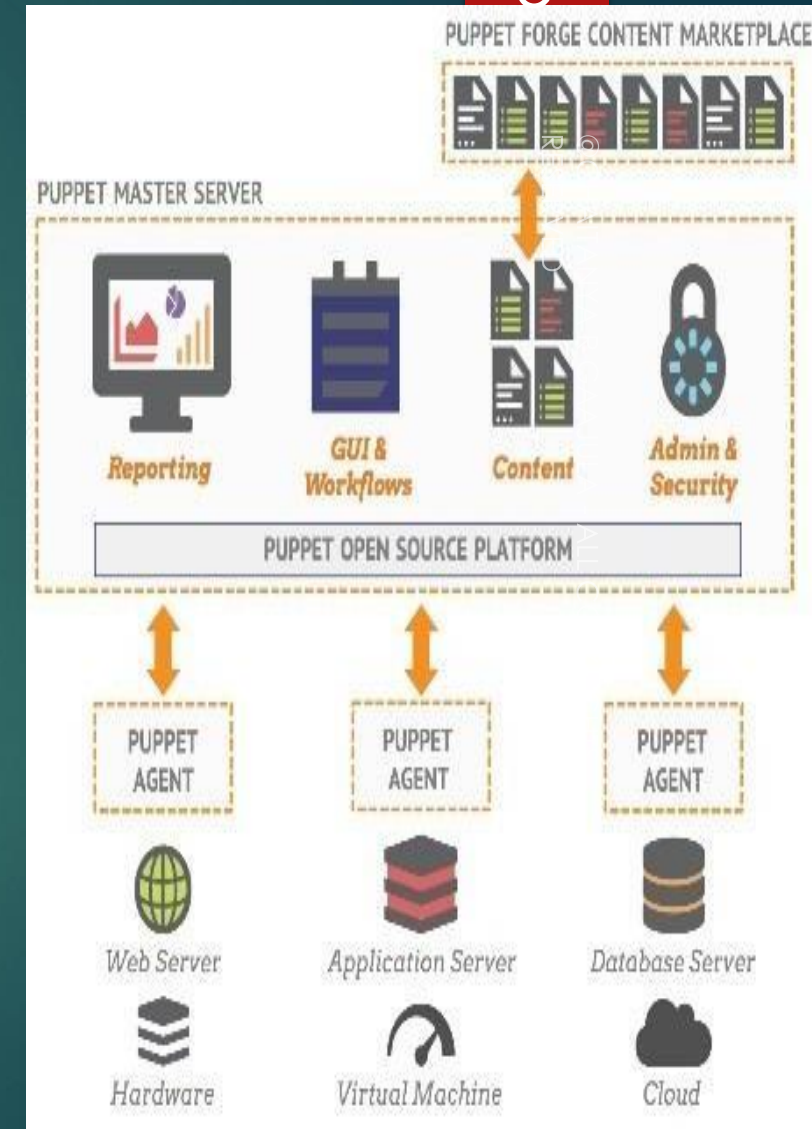 PUPPET FORGE CONTENT MARKETPLACE
PUPPET MASTER SERVER
Reporting
GUI &
Workflows
Content
Admin &
Security
PUPPET OPEN SOURCE PLATFORM
PUPPET
AGENT
PUPPET
AGENT
PUPPET
AGENT
Web Server
Application Server
Database Server
Hardware
Virtual Machine
Cloud